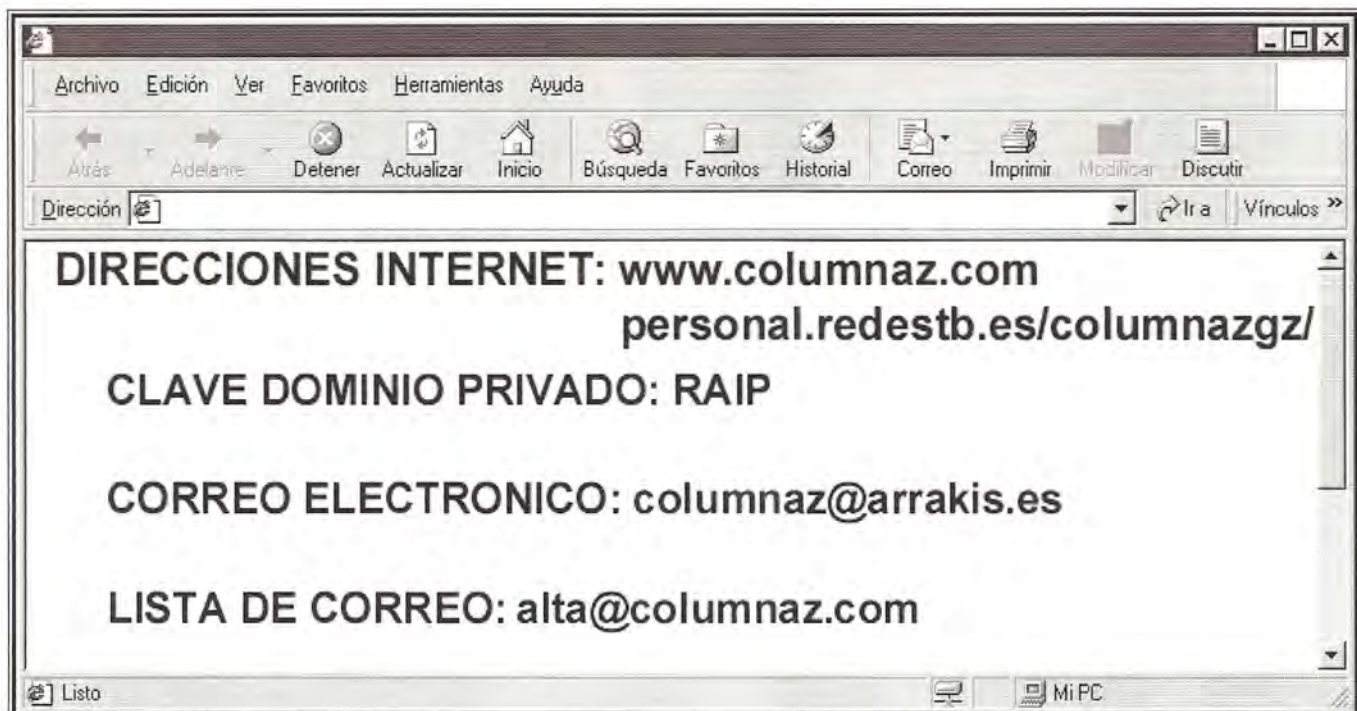 Archivo Edición Ver Favoritos Herramientas Ayuda
Atrás Adelante Detener Actualizar Inicio Búsqueda Favoritos Historial Correo Imprimir Modificar Discutir
Dirección Ir a Vínculos »
DIRECCIONES INTERNET: www.columnaz.com
personal.redestb.es/columnazgz/
CLAVE DOMINIO PRIVADO: RAIP
CORREO ELECTRONICO: columnaz@arrakis.es
LISTA DE CORREO: alta@columnaz.com
Listo Mi PC